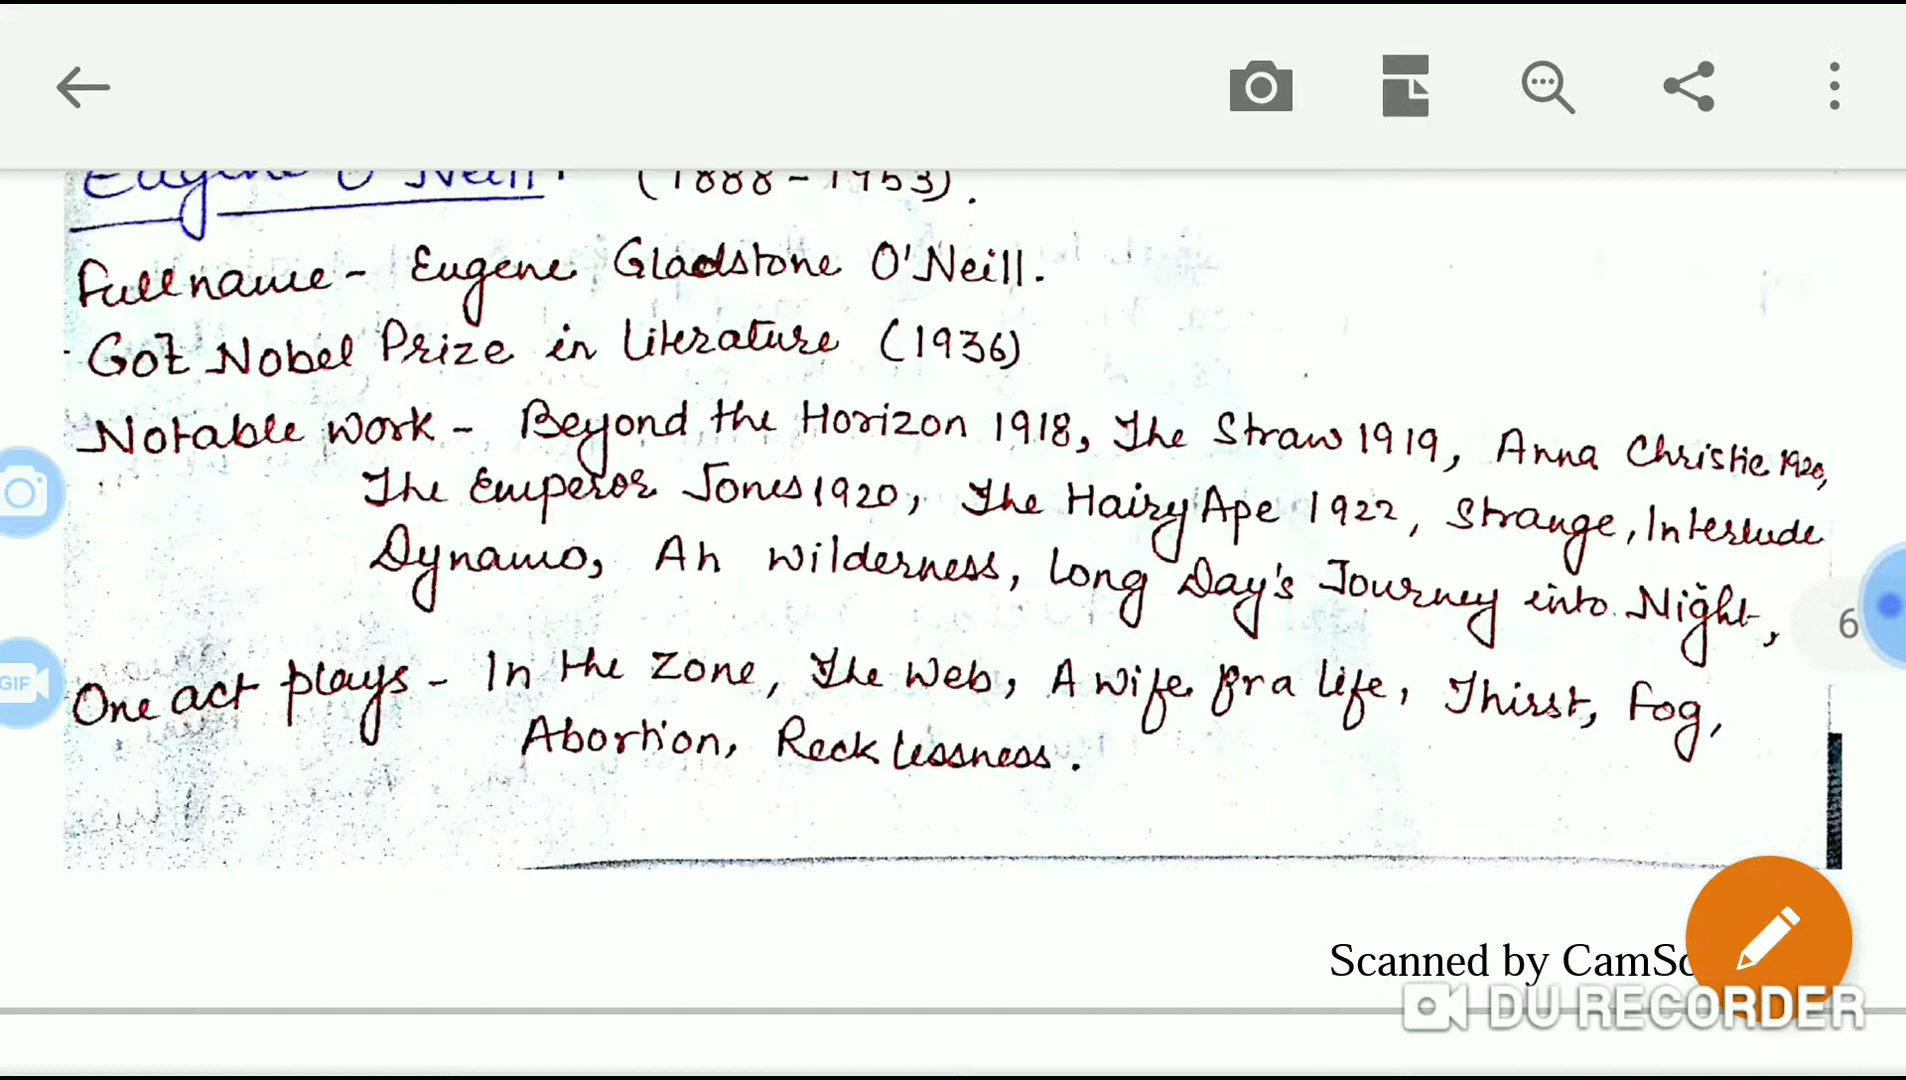 Eugene O'Neill. (1888-1953).
Full name - Eugene Gladstone O'Neill.
Got Nobel Prize in Literature (1936)
Notable work - Beyond the Horizon 1918, The Straw 1919, Anna Christie 1920,
The Emperor Jones 1920, The Hairy Ape 1922, Strange, Interlude
Dynamo, Ah wilderness, Long Day's Journey into Night,
6
GIF
One act plays - In the zone, The Web, A wife for a life, Thirst, Fog,
Abortion, Recklessness.
Scanned by CamSc
DU RECORDER